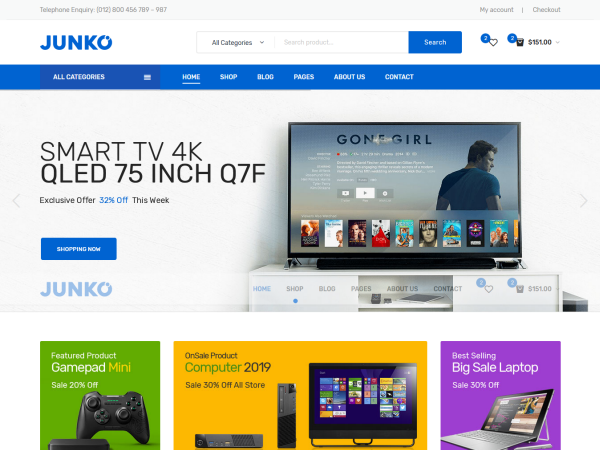 Telephone Enquiry: (012) 800 456 789 – 987
My account | Checkout
JUNKO
All Categories
Search product...
Search
2
2
$151.00
ALL CATEGORIES
HOME SHOP BLOG PAGES ABOUT US CONTACT
GONE GIRL
SMART TV 4K
QLED 75 INCH Q7F
Exclusive Offer 32% Off This Week
SHOPPING NOW
JUNKO
HOME SHOP BLOG PAGES ABOUT US CONTACT
$151.00
Featured Product
Gamepad Mini
Sale 20% Off
OnSale Product
Computer 2019
Sale 30% Off All Store
Best Selling
Big Sale Laptop
Sale 30% Off